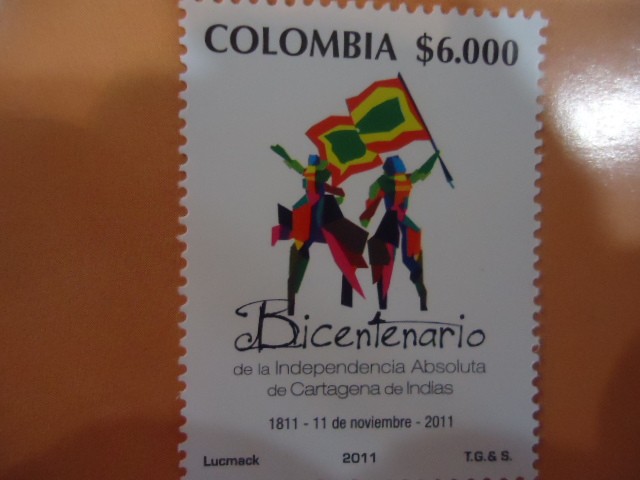 COLOMBIA $6.000
Bicentenario
de la Independencia Absoluta
de Cartagena de Indias
1811 - 11 de noviembre - 2011
Lucmack 2011 T.G. & S.